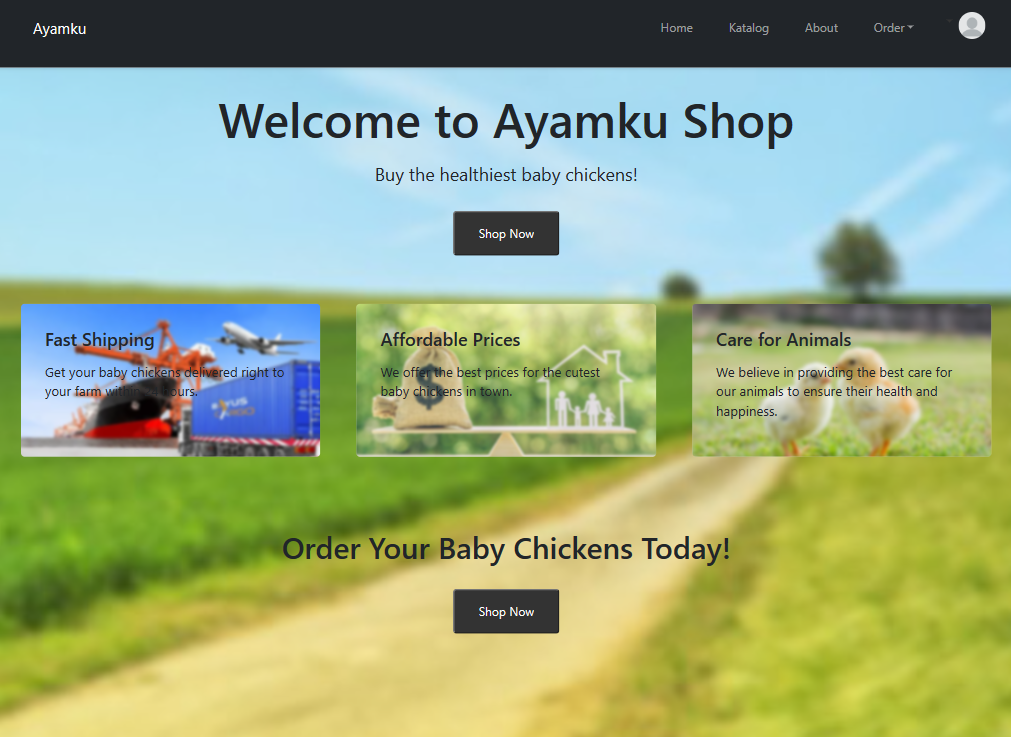 Ayamku
Home
Katalog
About
Order
Welcome to Ayamku Shop
Buy the healthiest baby chickens!
Shop Now
Fast Shipping
Get your baby chickens delivered right to
your farm within hours.
Affordable Prices
We offer the best prices for the cutest
baby chickens in town.
Care for Animals
We believe in providing the best care for
our animals to ensure their health and
happiness.
Order Your Baby Chickens Today!
Shop Now